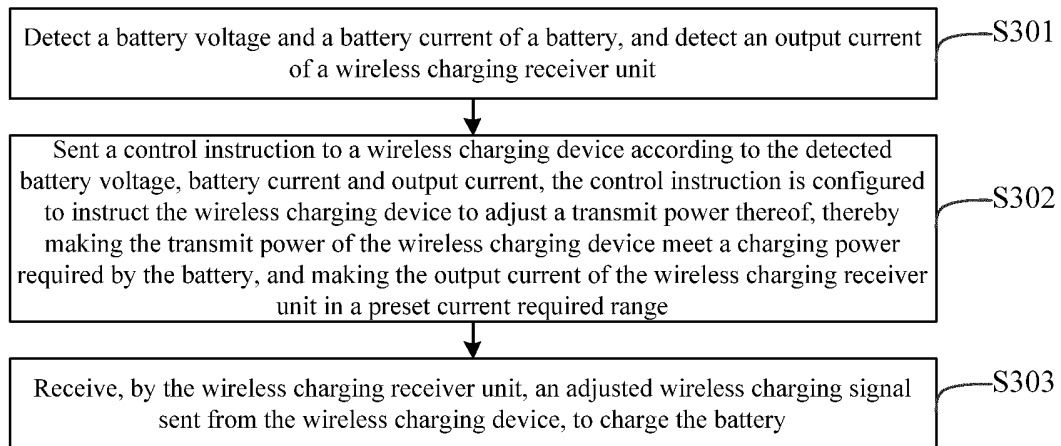 Detect a battery voltage and a battery current of a battery, and detect an output current
of a wireless charging receiver unit
S301
Sent a control instruction to a wireless charging device according to the detected
battery voltage, battery current and output current, the control instruction is configured
to instruct the wireless charging device to adjust a transmit power thereof, thereby
making the transmit power of the wireless charging device meet a charging power
required by the battery, and making the output current of the wireless charging receiver
unit in a preset current required range
S302
Receive, by the wireless charging receiver unit, an adjusted wireless charging signal
sent from the wireless charging device, to charge the battery
S303